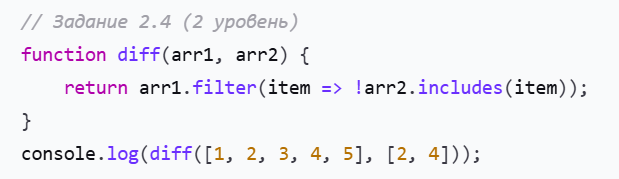 // Задание 2.4 (2 уровень)
function diff(arr1, arr2) {
    return arr1.filter(item => !arr2.includes(item));
}
console.log(diff([1, 2, 3, 4, 5], [2, 4]));